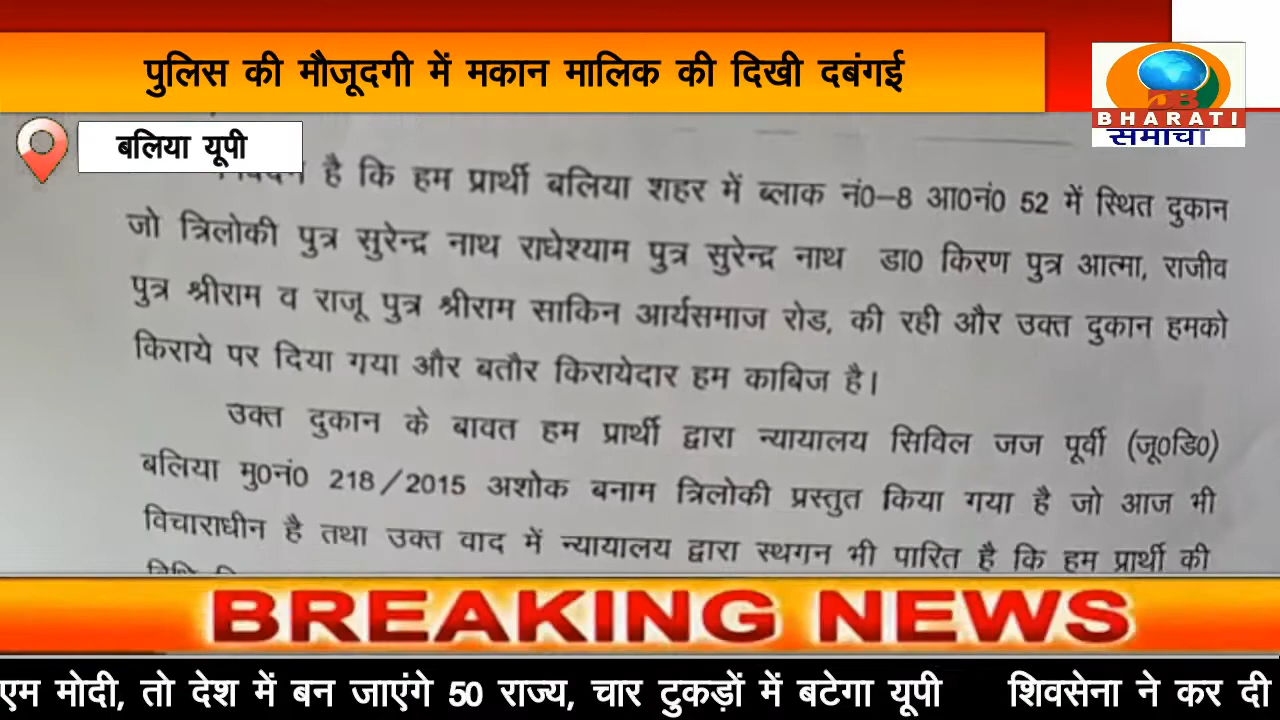 पुलिस की मौजूदगी में मकान मालिक की दिखी दबंगई
BHARATI
समाचा
बलिया यूपी
है कि हम प्रार्थी बलिया शहर में ब्लाक नं0–8 आ0नं0 52 में स्थित दुकान
जो त्रिलोकी पुत्र सुरेन्द्र नाथ राधेश्याम पुत्र सुरेन्द्र नाथ डा0 किरण पुत्र आत्मा, राजीव
पुत्र श्रीराम व राजू पुत्र श्रीराम साकिन आर्यसमाज रोड, की रही और उक्त दुकान हमको
किराये पर दिया गया और बतौर किरायेदार हम काबिज है।
उक्त दुकान के बावत हम प्रार्थी द्वारा न्यायालय सिविल जज पूर्वी (जू0डि0)
बलिया मु0नं0 218/2015 अशोक बनाम त्रिलोकी प्रस्तुत किया गया है जो आज भी
विचाराधीन है तथा उक्त वाद में न्यायालय द्वारा स्थगन भी पारित है कि हम प्रार्थी की
BREAKING NEWS
एम मोदी, तो देश में बन जाएंगे 50 राज्य, चार टुकड़ों में बटेगा यूपी शिवसेना ने कर दी